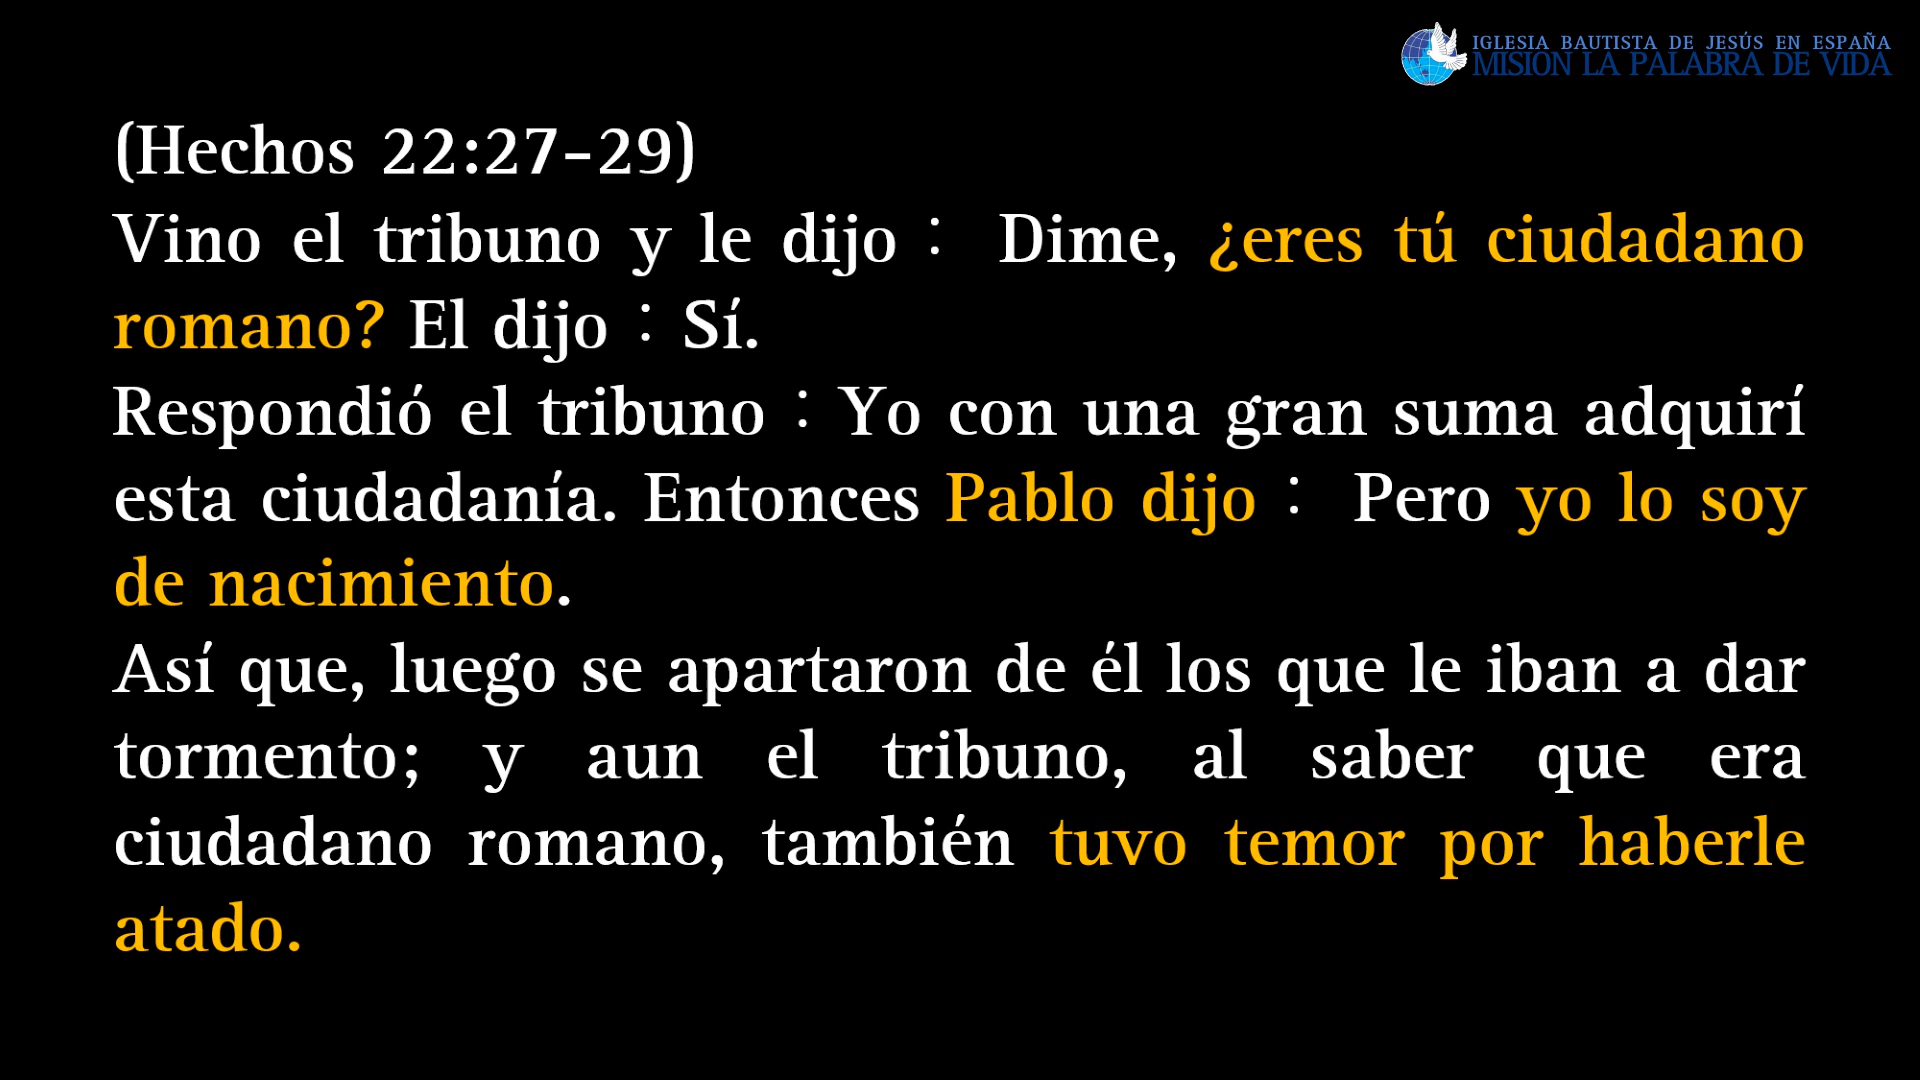 IGLESIA BAUTISTA DE JESÚS EN ESPAÑA
MISIÓN LA PALABRA DE VIDA
(Hechos 22:27-29)
Vino el tribuno y le dijo : Dime, ¿eres tú ciudadano
romano? El dijo : Sí.
Respondió el tribuno : Yo con una gran suma adquirí
esta ciudadanía. Entonces Pablo dijo : Pero yo lo soy
de nacimiento.
Así que, luego se apartaron de él los que le iban a dar
tormento; y aun el tribuno, al saber que era
ciudadano romano, también tuvo temor por haberle
atado.